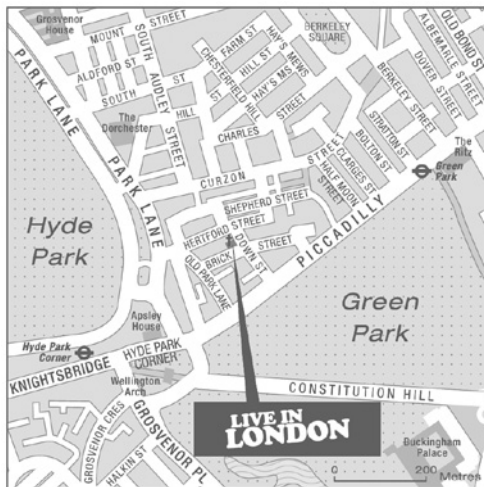 Grosvenor
House
MOUNT STREET
ALDFORD ST
SOUTH ST
SOUTH AUDLEY STREET
PARK LANE
The
Dorchester
HILL ST
FARM ST
HILL ST
HAY'S MEWS
HAY'S MS
CHESTERFIELD HILL
CHARLES STREET
BERKELEY
SQUARE
BERKELEY STREET
OLD BOND ST
ALBEMARLE ST
DOVER STREET
STRATTON ST
BOLTON ST
CLARGES ST
HALF MOON
STREET
The
Ritz
Green
Park
CURZON STREET
SHEPHERD STREET
HERTFORD STREET
DOWN ST
BRICK STREET
OLD PARK LANE
PARK LANE
PICCADILLY
Hyde
Park
Green
Park
Apsley
House
Hyde Park
Corner
HYDE PARK
CORNER
KNIGHTSBRIDGE
Wellington
Arch
CONSTITUTION HILL
GROSVENOR CRES
GROSVENOR PL
HALKIN ST
LIVE IN
LONDON
Buckingham
Palace
0 200 Metres